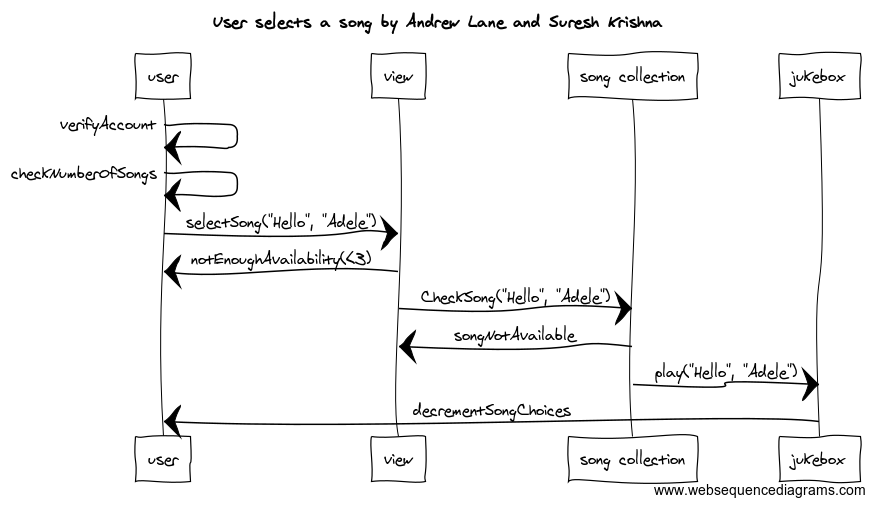 User selects a song by Andrew Lane and Suresh Krishna
user
view
song collection
jukebox
verifyAccount
checkNumberOfSongs
selectSong("Hello", "Adele")
notEnoughAvailability(<3)
CheckSong("Hello", "Adele")
songNotAvailable
play("Hello", "Adele")
decrementSongChoices
user
view
song collection
jukebox
www.websequencediagrams.com